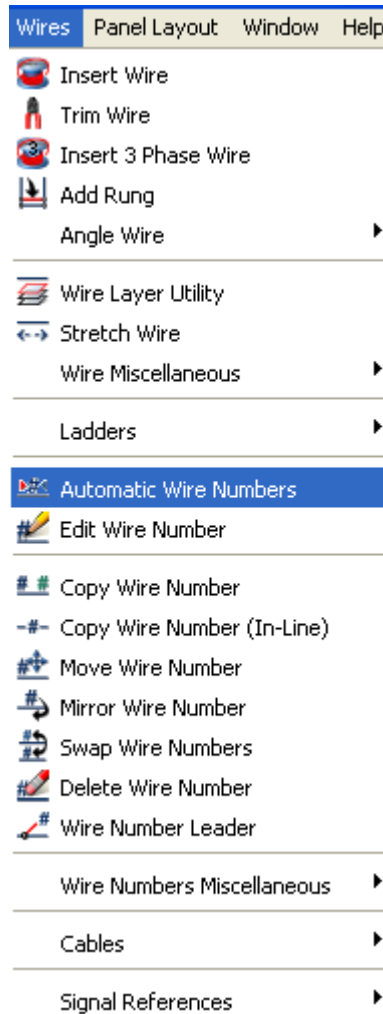 Wires Panel Layout Window Help
Insert Wire
Trim Wire
Insert 3 Phase Wire
Add Rung
Angle Wire
Wire Layer Utility
Stretch Wire
Wire Miscellaneous
Ladders
Automatic Wire Numbers
Edit Wire Number
Copy Wire Number
Copy Wire Number (In-Line)
Move Wire Number
Mirror Wire Number
Swap Wire Numbers
Delete Wire Number
Wire Number Leader
Wire Numbers Miscellaneous
Cables
Signal References